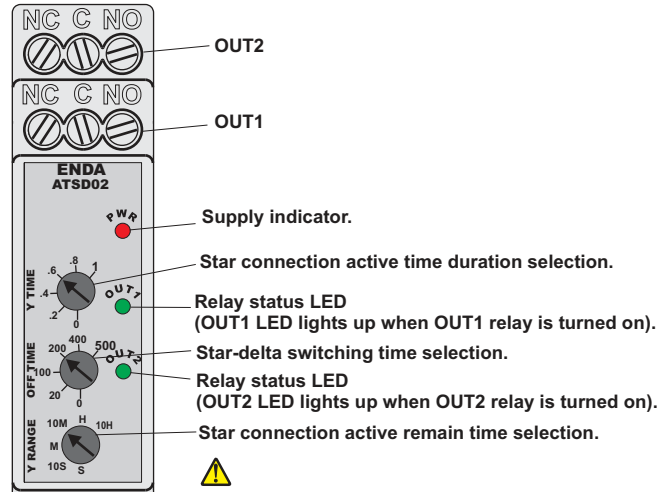 NC C NO
OUT2
NC C NO
OUT1
ENDA
ATSD02
PWR
Supply indicator.
Star connection active time duration selection.
Y TIME
0
.2
.4
.6
.8
1
OUT1
Relay status LED
(OUT1 LED lights up when OUT1 relay is turned on).
Star-delta switching time selection.
OFF TIME
0
20
100
200
400
500
OUT2
Relay status LED
(OUT2 LED lights up when OUT2 relay is turned on).
Star connection active remain time selection.
Y RANGE
S
10S
M
10M
H
10H